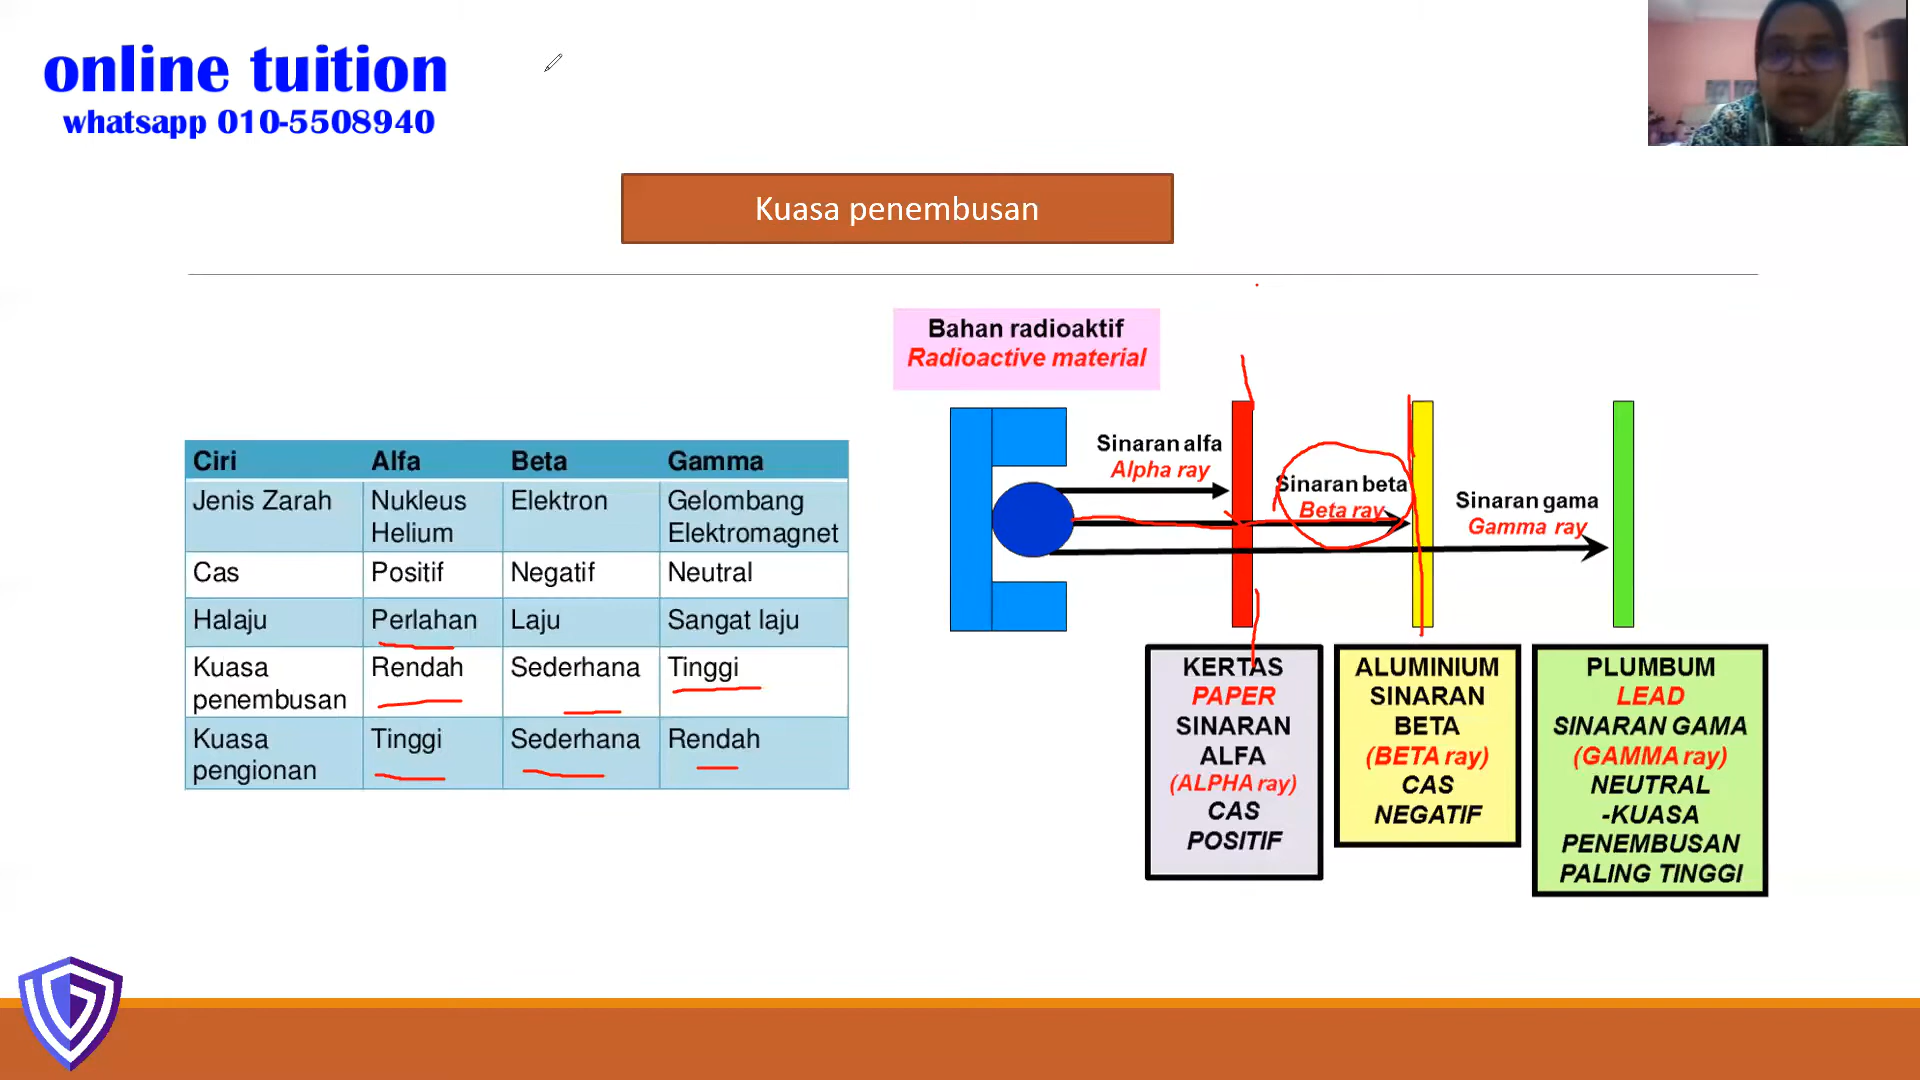 online tuition
whatsapp 010-5508940
Kuasa penembusan
Bahan radioaktif
Radioactive material
Ciri Alfa Beta Gamma
Jenis Zarah Nukleus Helium Elektron Gelombang Elektromagnet
Cas Positif Negatif Neutral
Halaju Perlahan Laju Sangat laju
Kuasa penembusan Rendah Sederhana Tinggi
Kuasa pengionan Tinggi Sederhana Rendah
Sinaran alfa
Alpha ray
Sinaran beta
Beta ray
Sinaran gama
Gamma ray
KERTAS
PAPER
SINARAN
ALFA
(ALPHA ray)
CAS
POSITIF
ALUMINIUM
SINARAN
BETA
(BETA ray)
CAS
NEGATIF
PLUMBUM
LEAD
SINARAN GAMA
(GAMMA ray)
NEUTRAL
-KUASA
PENEMBUSAN
PALING TINGGI